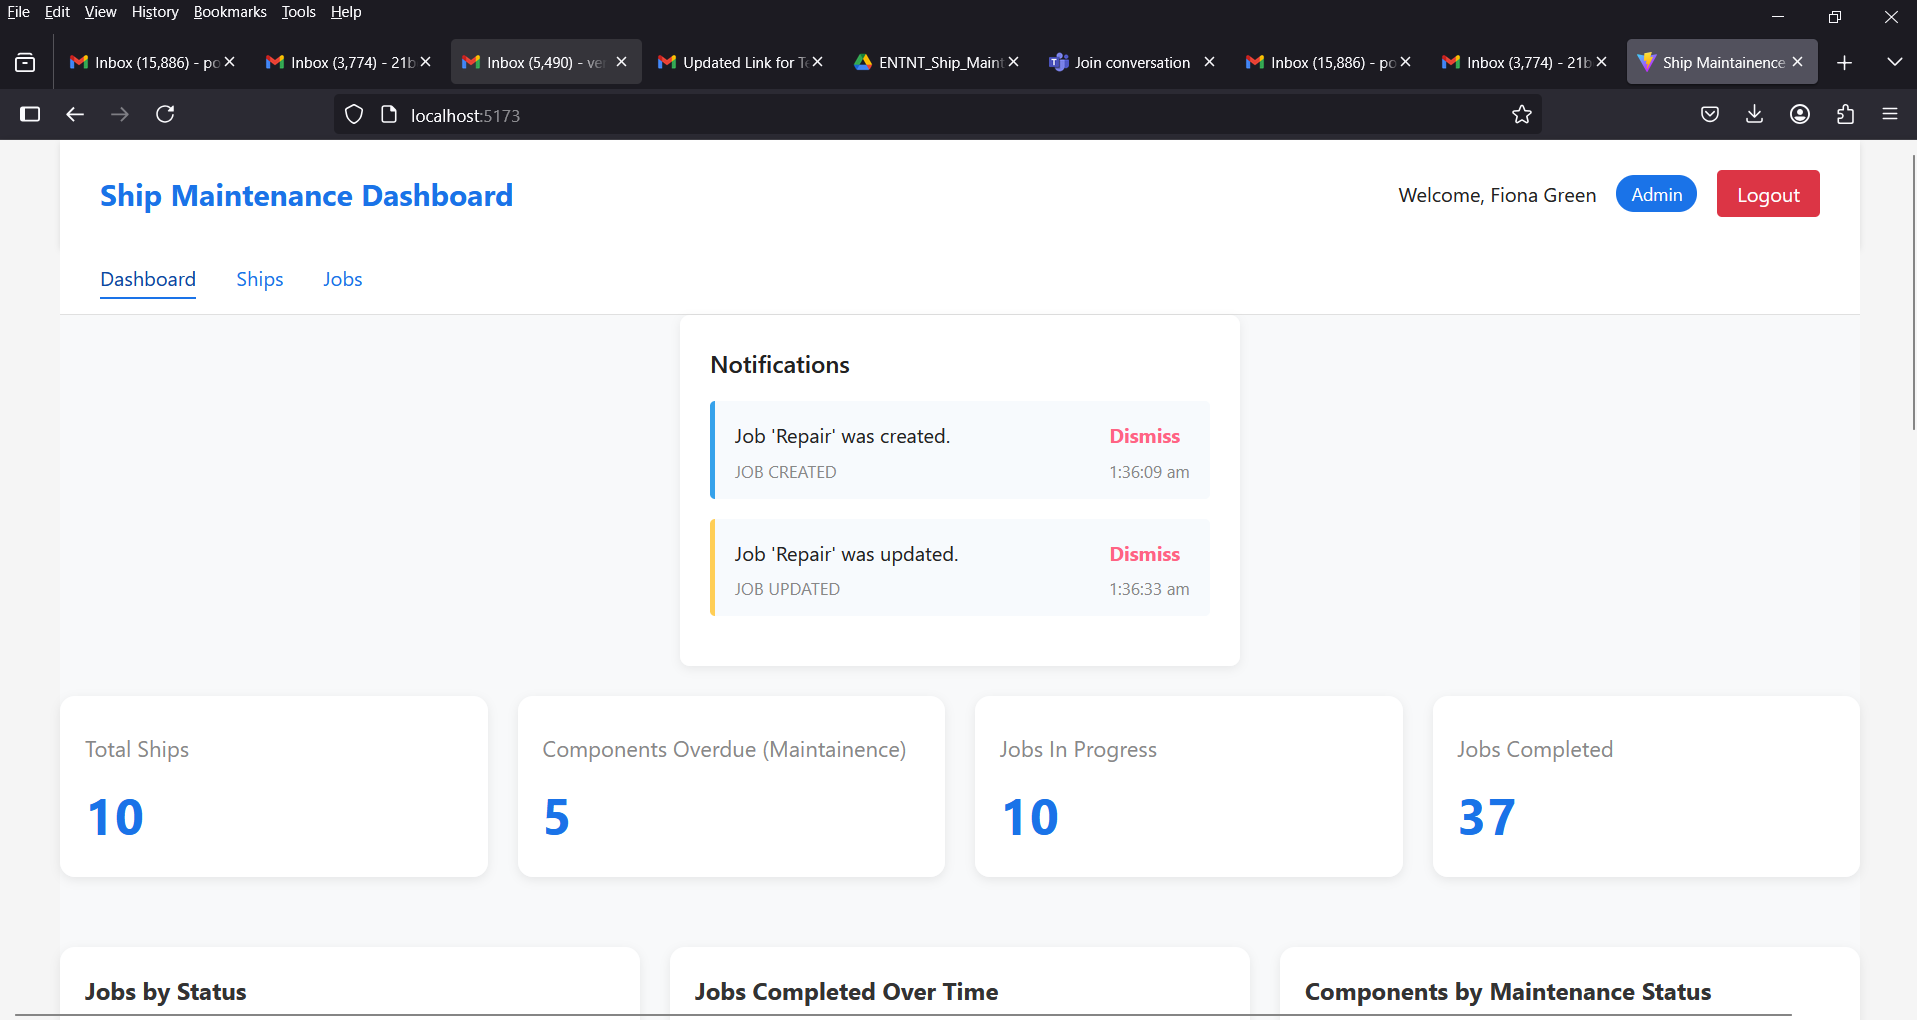 File Edit View History Bookmarks Tools Help
Inbox (15,886) - po Inbox (3,774) - 21b Inbox (5,490) - ver Updated Link for Te ENTNT_Ship_Maint Join conversation Inbox (15,886) - po Inbox (3,774) - 21b Ship Maintainence
localhost:5173
Ship Maintenance Dashboard
Welcome, Fiona Green Admin Logout
Dashboard Ships Jobs
Notifications
Job 'Repair' was created. Dismiss
JOB CREATED 1:36:09 am
Job 'Repair' was updated. Dismiss
JOB UPDATED 1:36:33 am
Total Ships Components Overdue (Maintainence) Jobs In Progress Jobs Completed
10 5 10 37
Jobs by Status Jobs Completed Over Time Components by Maintenance Status